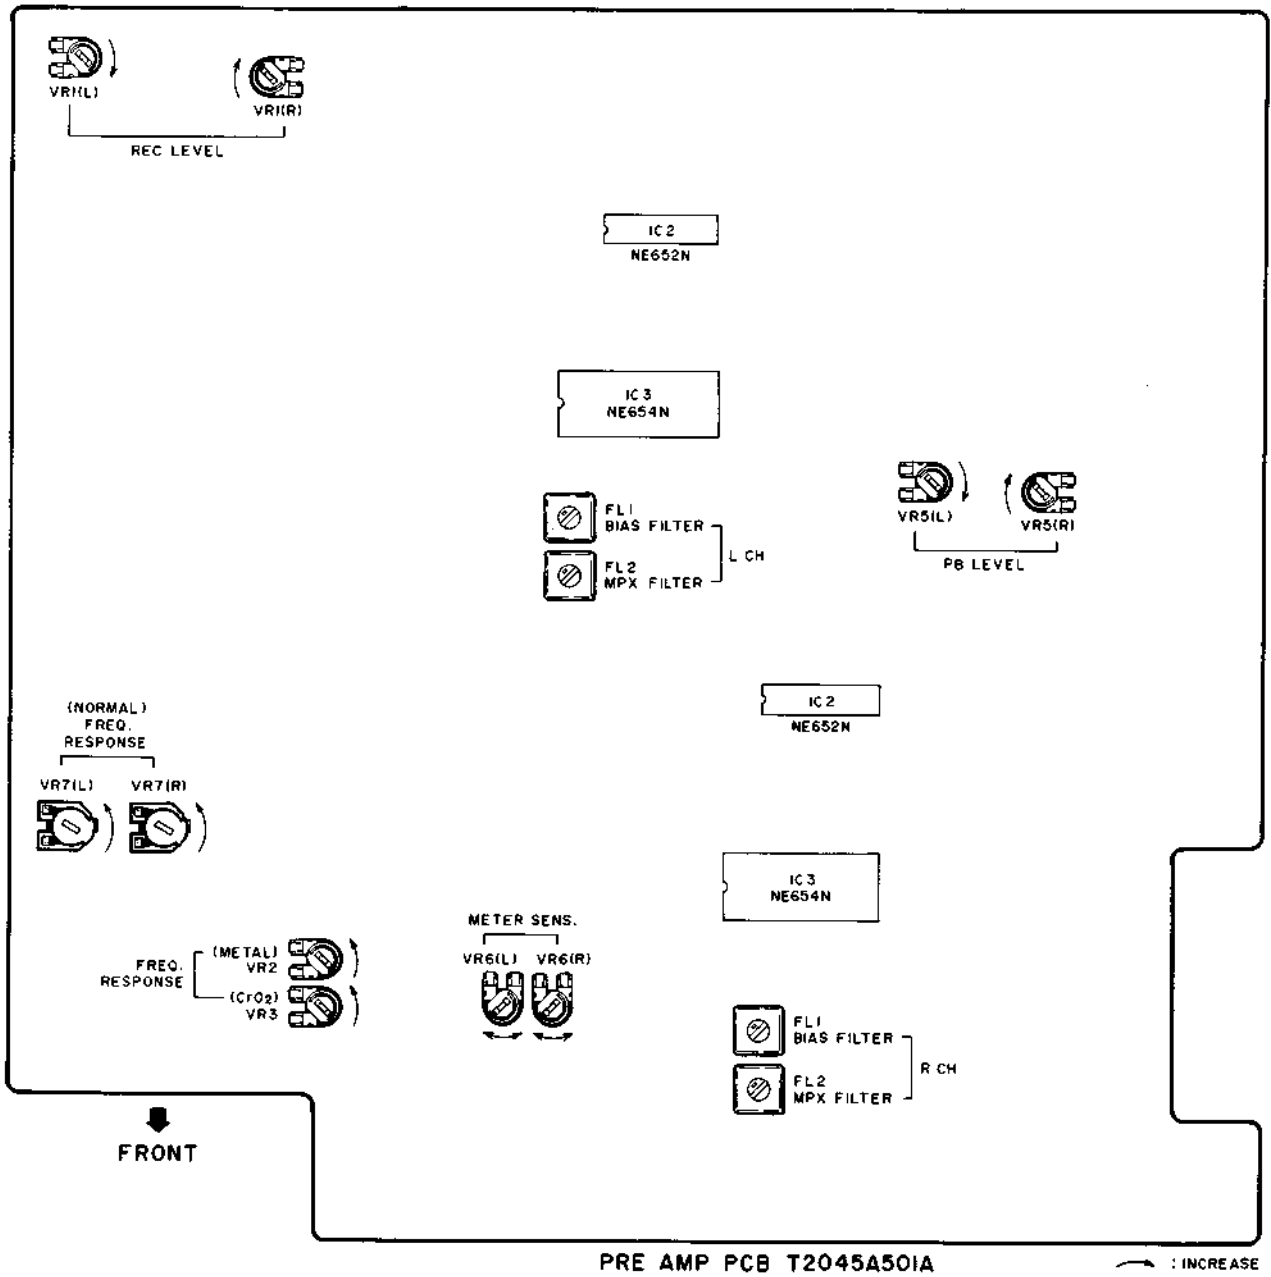 VR1(L)
VR1(R)
REC LEVEL
IC2
NE652N
IC3
NE654N
FL1
BIAS FILTER
FL2
MPX FILTER
L CH
VR5(L)
VR5(R)
PB LEVEL
(NORMAL)
FREQ.
RESPONSE
VR7(L)
VR7(R)
IC2
NE652N
IC3
NE654N
METER SENS.
VR6(L)
VR6(R)
FREQ.
RESPONSE
(METAL)
VR2
(CrO2)
VR3
FL1
BIAS FILTER
FL2
MPX FILTER
R CH
FRONT
PRE AMP PCB T2045A501A
: INCREASE